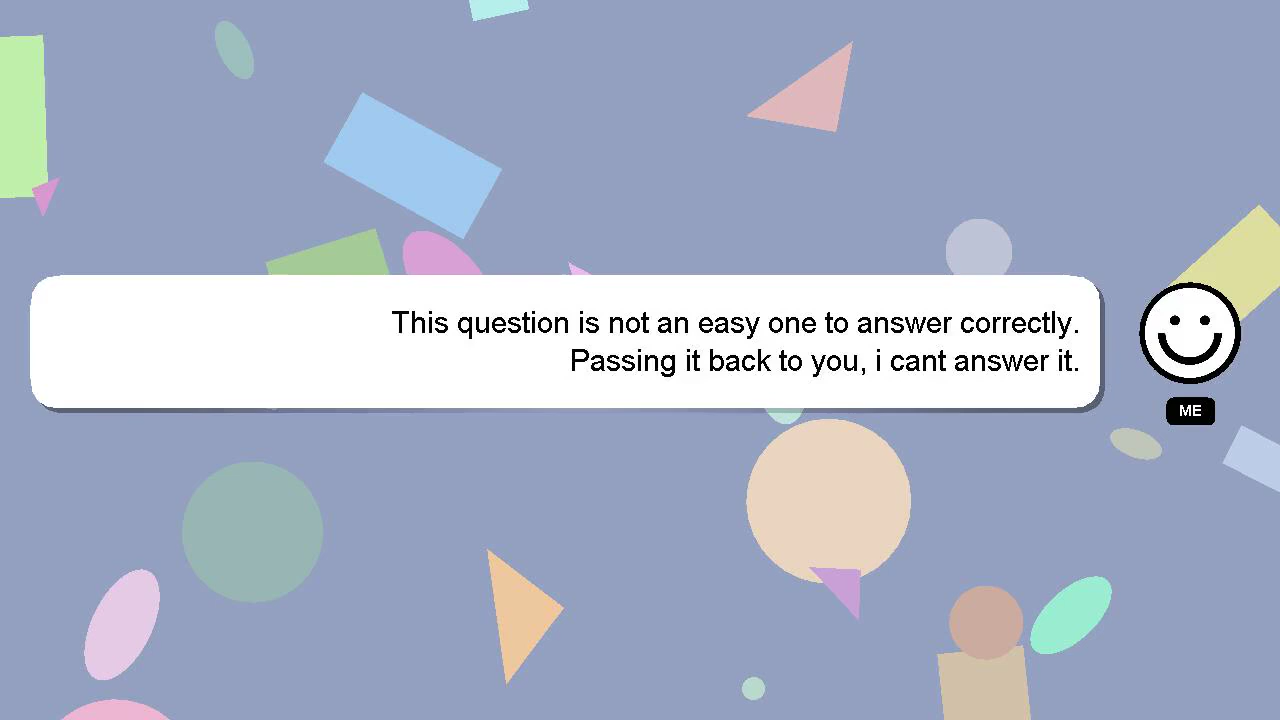 This question is not an easy one to answer correctly.
Passing it back to you, i cant answer it.
ME